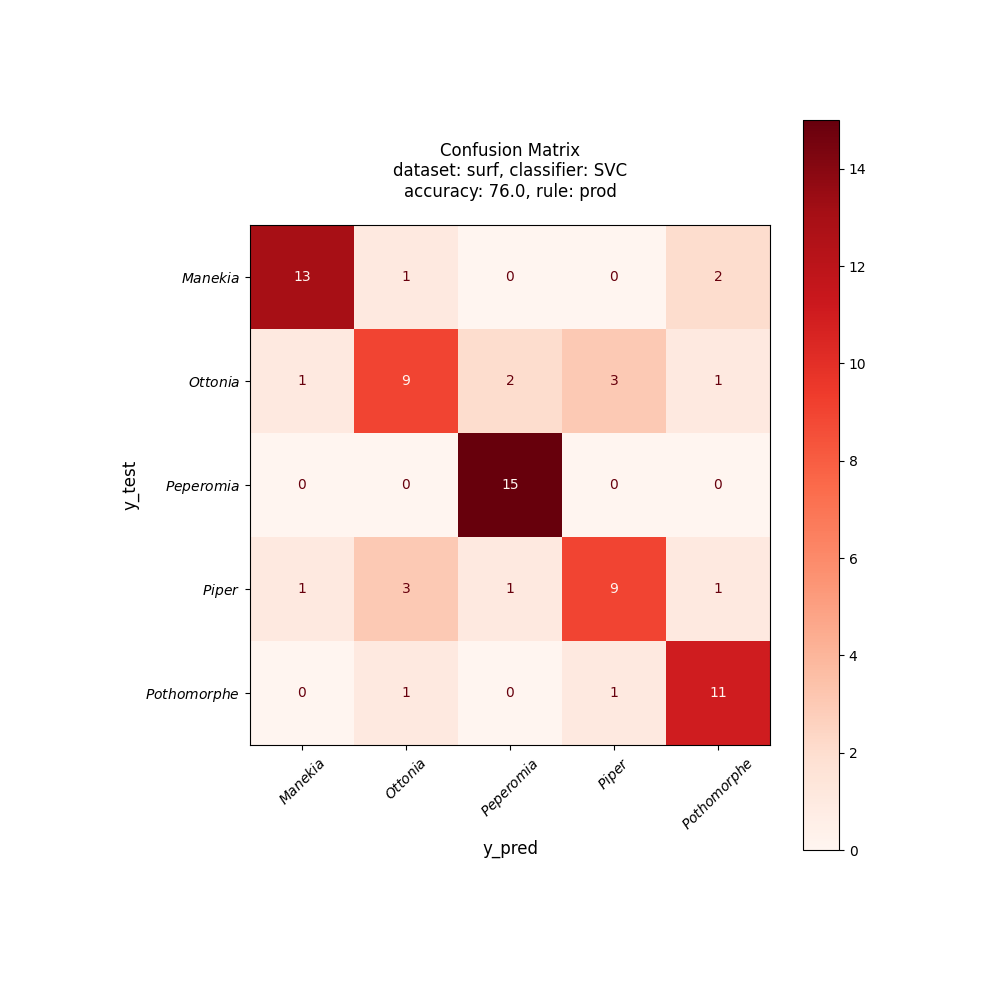 Confusion Matrix
dataset: surf, classifier: SVC
accuracy: 76.0, rule: prod
14
12
10
8
6
4
2
0
y_test
Manekia 13 1 0 0 2
Ottonia 1 9 2 3 1
Peperomia 0 0 15 0 0
Piper 1 3 1 9 1
Pothomorphe 0 1 0 1 11
Manekia Ottonia Peperomia Piper Pothomorphe
y_pred